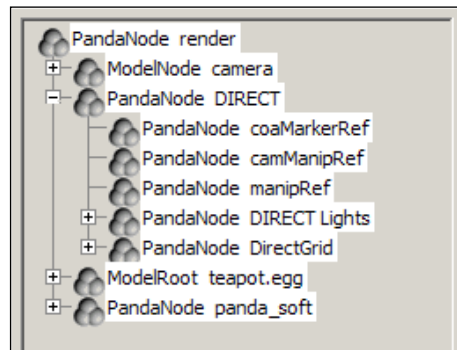 PandaNode render
ModelNode camera
PandaNode DIRECT
PandaNode coaMarkerRef
PandaNode camManipRef
PandaNode manipRef
PandaNode DIRECT Lights
PandaNode DirectGrid
ModelRoot teapot.egg
PandaNode panda_soft